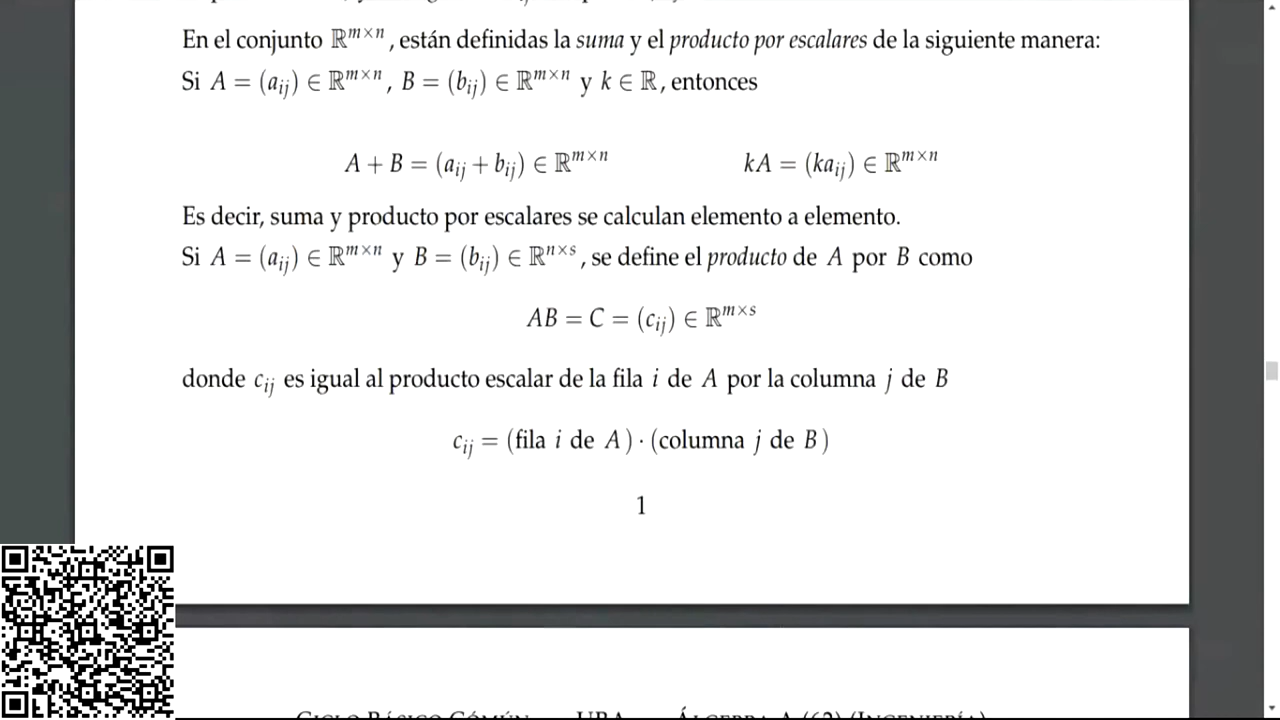 En el conjunto ℝ^{m×n}, están definidas la suma y el producto por escalares de la siguiente manera:
Si A = (a_{ij}) ∈ ℝ^{m×n}, B = (b_{ij}) ∈ ℝ^{m×n} y k ∈ ℝ, entonces
A + B = (a_{ij} + b_{ij}) ∈ ℝ^{m×n} kA = (ka_{ij}) ∈ ℝ^{m×n}
Es decir, suma y producto por escalares se calculan elemento a elemento.
Si A = (a_{ij}) ∈ ℝ^{m×n} y B = (b_{ij}) ∈ ℝ^{n×s}, se define el producto de A por B como
AB = C = (c_{ij}) ∈ ℝ^{m×s}
donde c_{ij} es igual al producto escalar de la fila i de A por la columna j de B
c_{ij} = (fila i de A) · (columna j de B)
1
Ciclo Básico Común UBA Álgebra A (62) (Ingeniería)